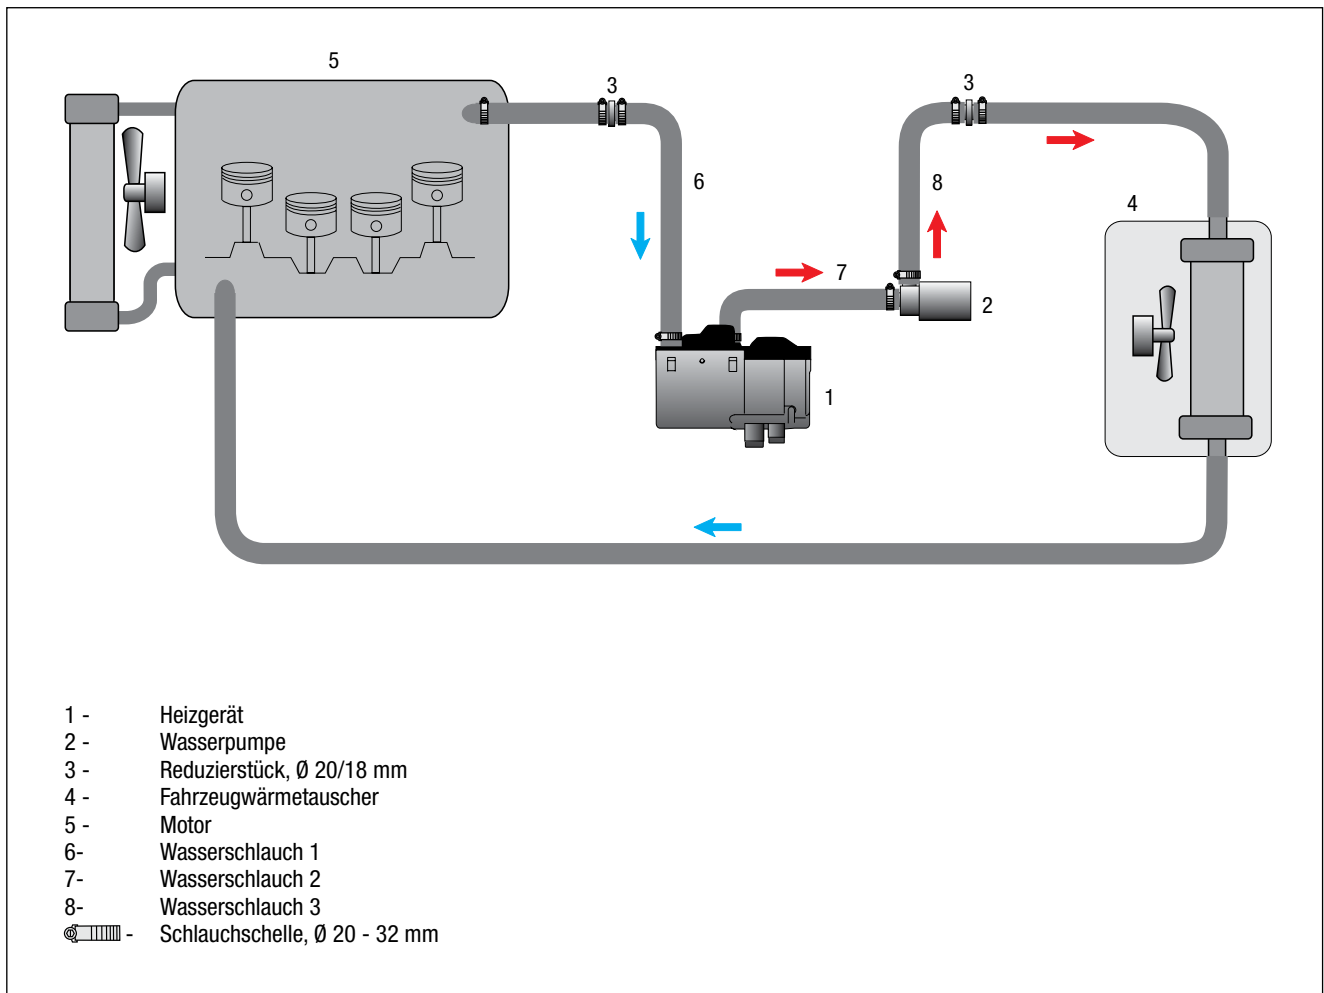 5
3
3
6
8
4
7
2
1
1 - Heizgerät
2 - Wasserpumpe
3 - Reduzierstück, Ø 20/18 mm
4 - Fahrzeugwärmetauscher
5 - Motor
6- Wasserschlauch 1
7- Wasserschlauch 2
8- Wasserschlauch 3
- Schlauchschelle, Ø 20 - 32 mm